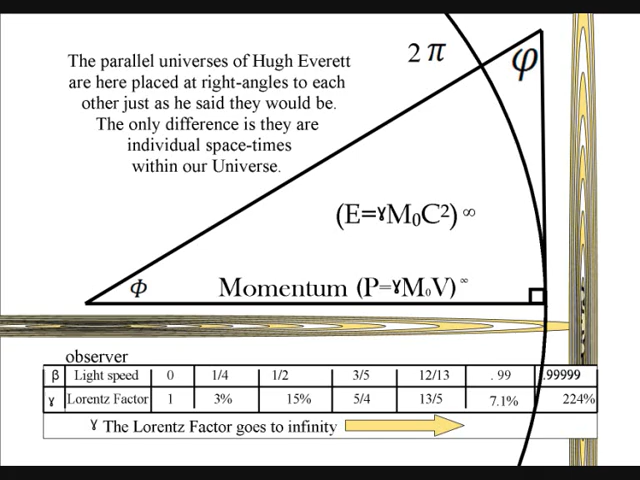 The parallel universes of Hugh Everett
are here placed at right-angles to each
other just as he said they would be.
The only difference is they are
individual space-times
within our Universe.
2 π
φ
(E=ɤM₀C²) ∞
Φ
Momentum (P=ɤM₀V) ∞
observer
β Light speed 0 1/4 1/2 3/5 12/13 . 99 .99999
ɤ Lorentz Factor 1 3% 15% 5/4 13/5 7.1% 224%
ɤ The Lorentz Factor goes to infinity